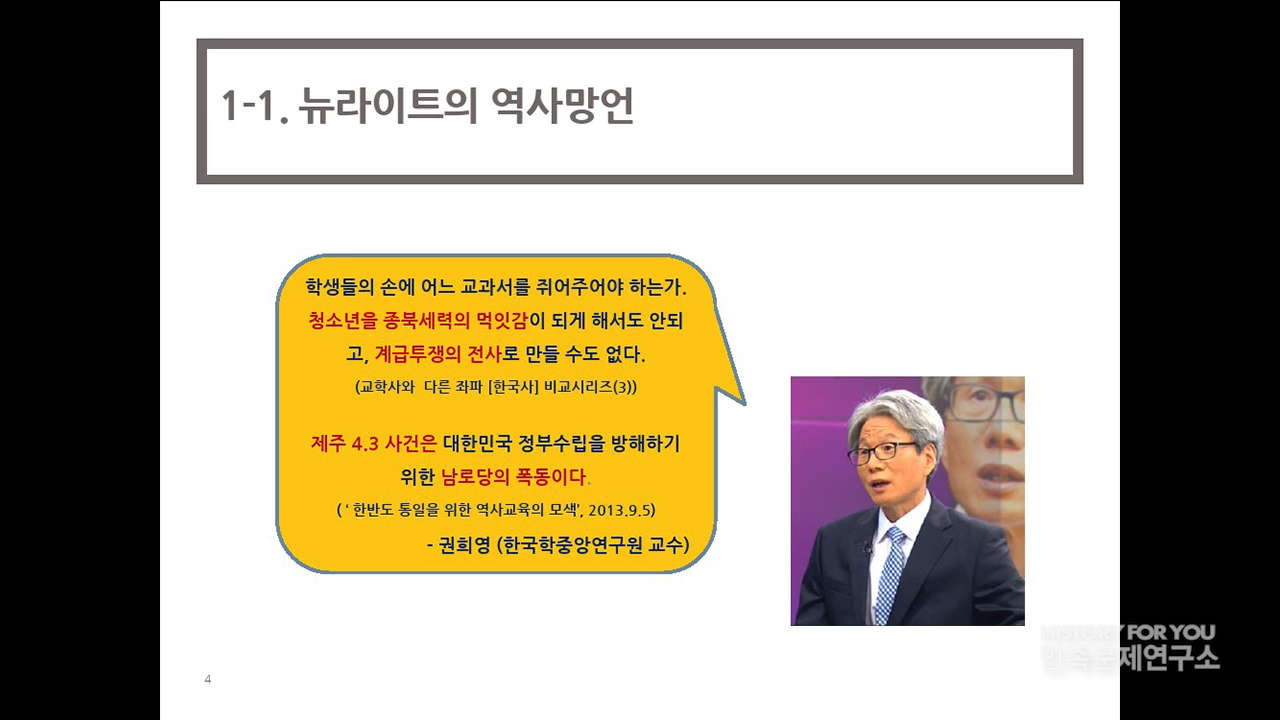 1-1. 뉴라이트의 역사망언
학생들의 손에 어느 교과서를 쥐어주어야 하는가.
청소년을 종북세력의 먹잇감이 되게 해서도 안되
고, 계급투쟁의 전사로 만들 수도 없다.
(교학사와 다른 좌파 [한국사] 비교시리즈(3))
제주 4.3 사건은 대한민국 정부수립을 방해하기
위한 남로당의 폭동이다.
( ‘ 한반도 통일을 위한 역사교육의 모색’, 2013.9.5)
- 권희영 (한국학중앙연구원 교수)
HISTORY FOR YOU
민족문제연구소
4